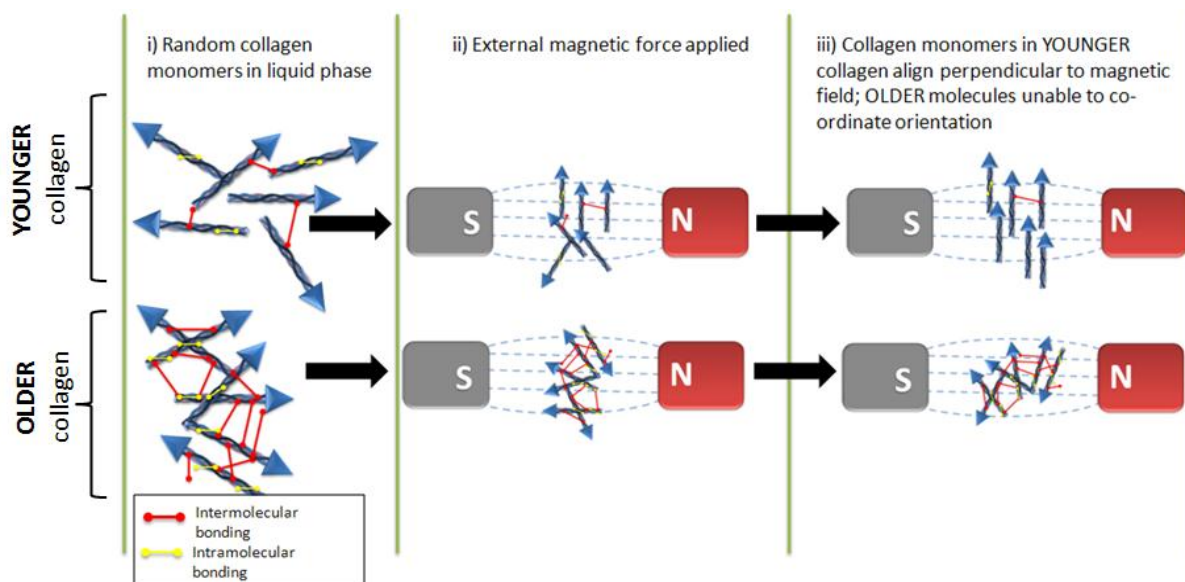 i) Random collagen
monomers in liquid phase
ii) External magnetic force applied
iii) Collagen monomers in YOUNGER
collagen align perpendicular to magnetic
field; OLDER molecules unable to co-
ordinate orientation
YOUNGER
collagen
S
N
S
N
OLDER
collagen
S
N
S
N
Intermolecular
bonding
Intramolecular
bonding